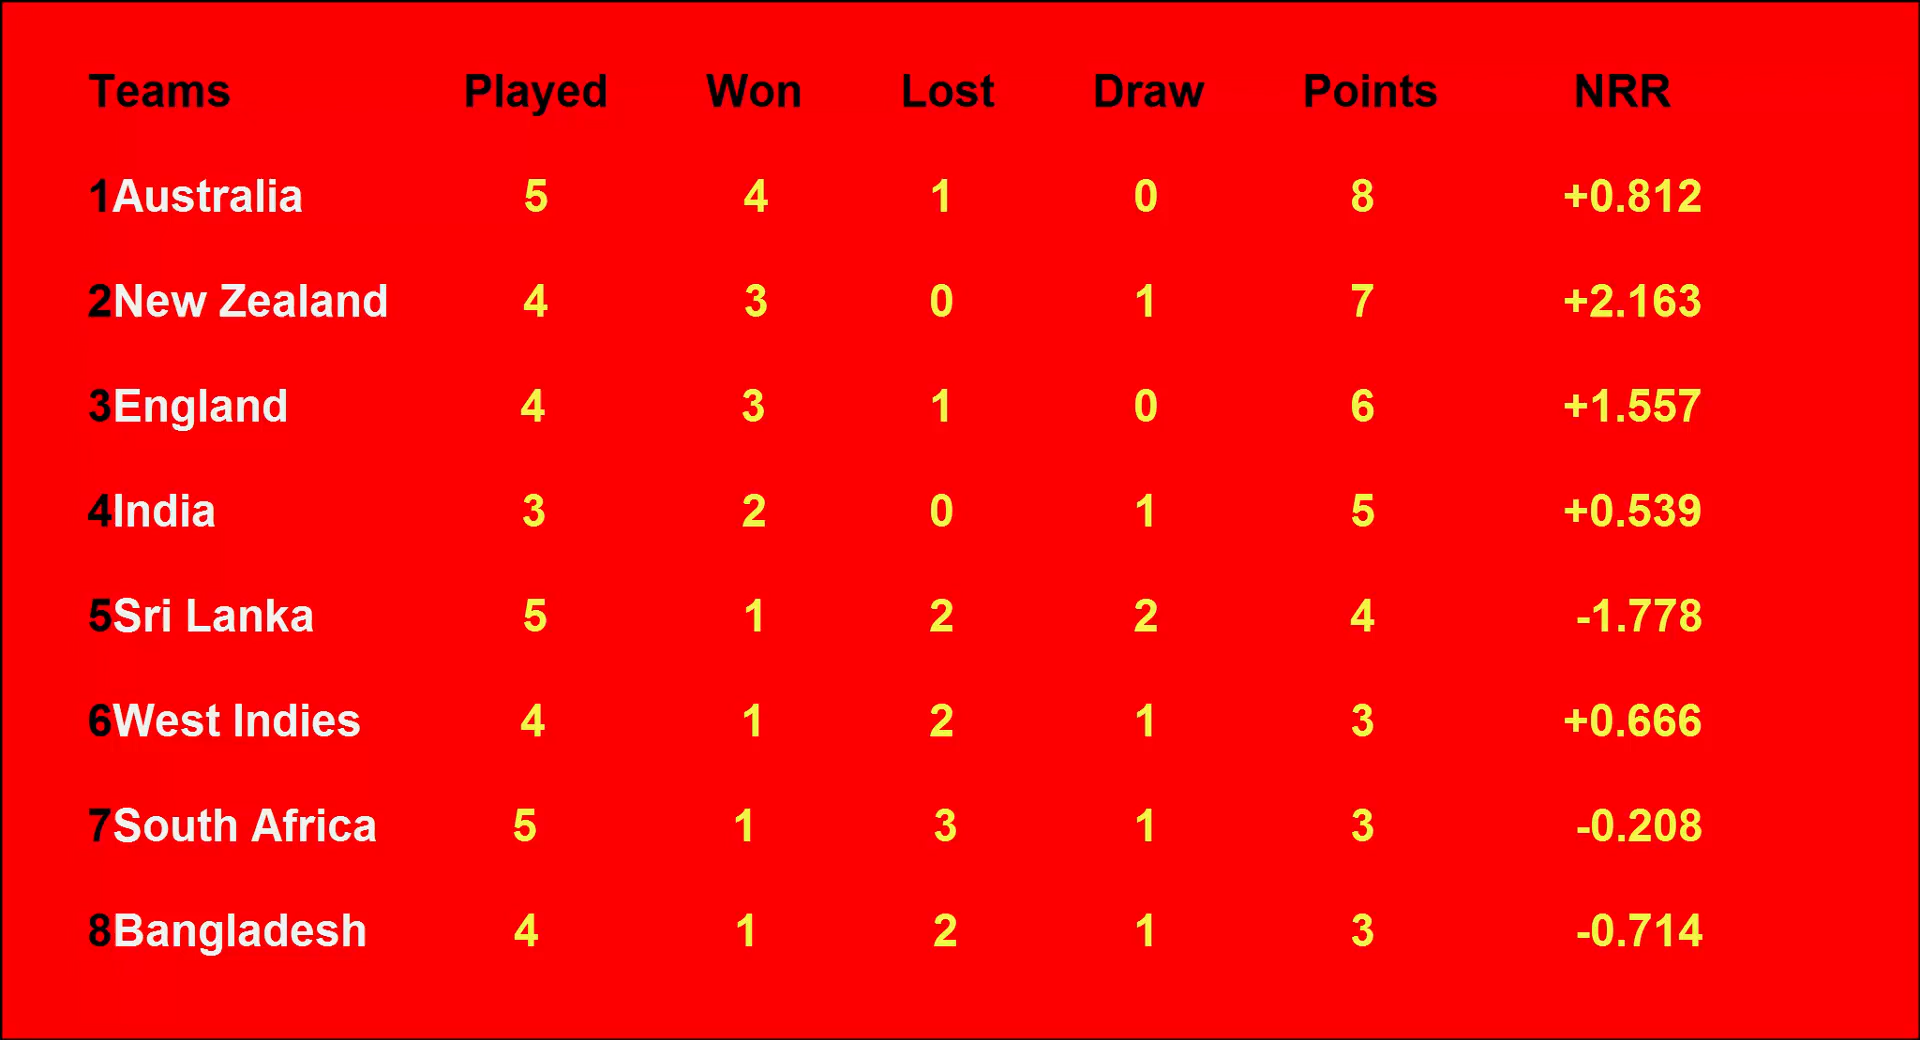 Teams Played Won Lost Draw Points NRR
1Australia 5 4 1 0 8 +0.812
2New Zealand 4 3 0 1 7 +2.163
3England 4 3 1 0 6 +1.557
4India 3 2 0 1 5 +0.539
5Sri Lanka 5 1 2 2 4 -1.778
6West Indies 4 1 2 1 3 +0.666
7South Africa 5 1 3 1 3 -0.208
8Bangladesh 4 1 2 1 3 -0.714